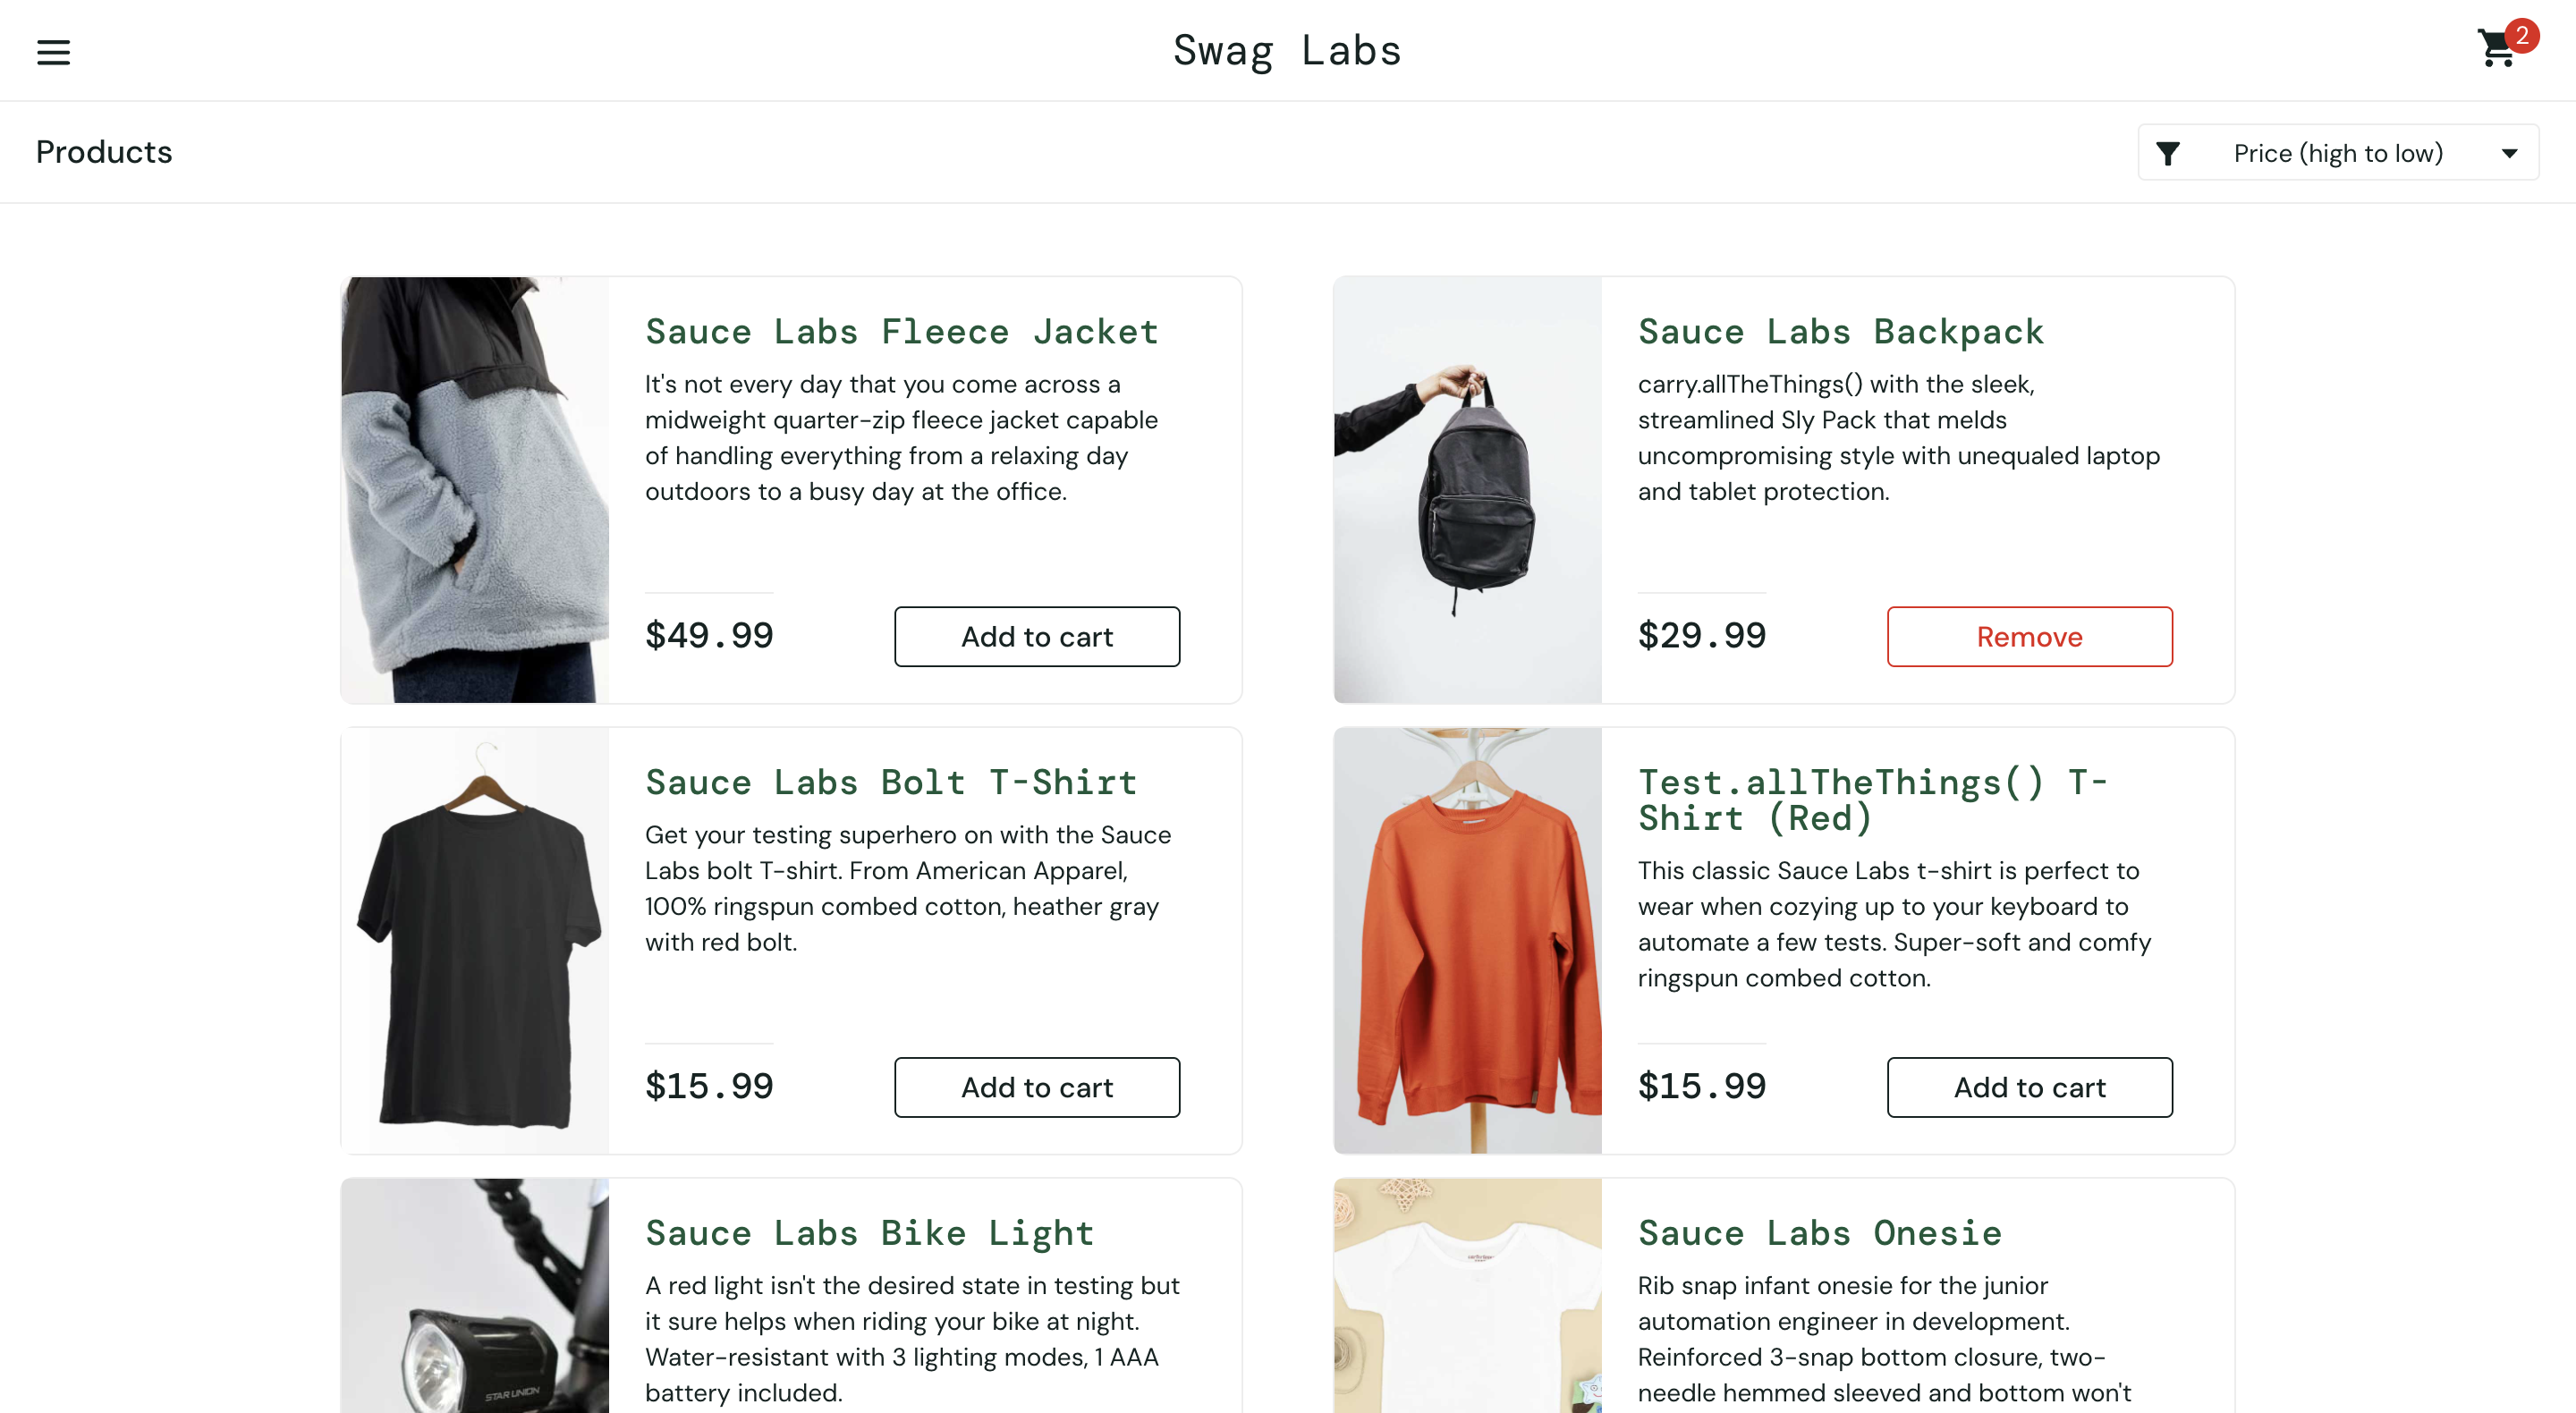 Swag Labs
2
Products
Price (high to low)
Sauce Labs Fleece Jacket
It's not every day that you come across a
midweight quarter-zip fleece jacket capable
of handling everything from a relaxing day
outdoors to a busy day at the office.
$49.99
Add to cart
Sauce Labs Backpack
carry.allTheThings() with the sleek,
streamlined Sly Pack that melds
uncompromising style with unequaled laptop
and tablet protection.
$29.99
Remove
Sauce Labs Bolt T-Shirt
Get your testing superhero on with the Sauce
Labs bolt T-shirt. From American Apparel,
100% ringspun combed cotton, heather gray
with red bolt.
$15.99
Add to cart
Test.allTheThings() T-
Shirt (Red)
This classic Sauce Labs t-shirt is perfect to
wear when cozying up to your keyboard to
automate a few tests. Super-soft and comfy
ringspun combed cotton.
$15.99
Add to cart
STAR UNION
Sauce Labs Bike Light
A red light isn't the desired state in testing but
it sure helps when riding your bike at night.
Water-resistant with 3 lighting modes, 1 AAA
battery included.
Sauce Labs Onesie
Rib snap infant onesie for the junior
automation engineer in development.
Reinforced 3-snap bottom closure, two-
needle hemmed sleeved and bottom won't